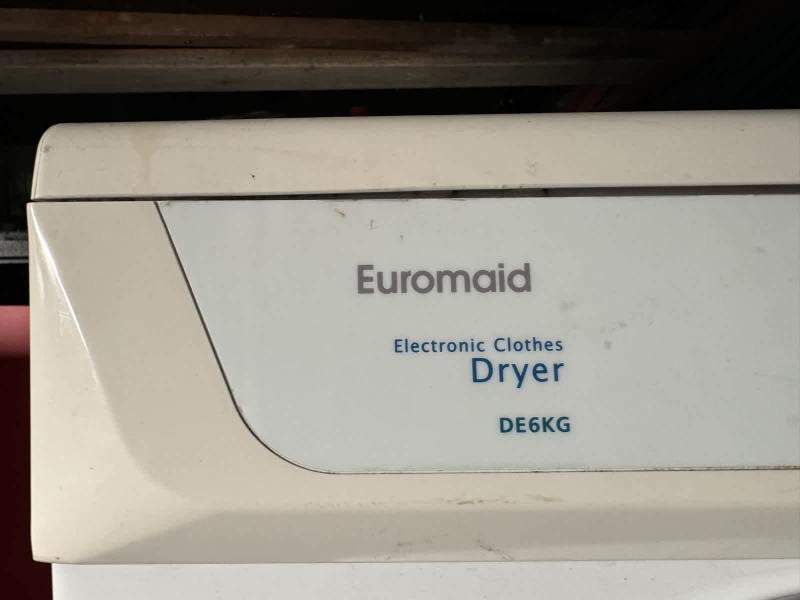 Euromaid
Electronic Clothes
Dryer
DE6KG